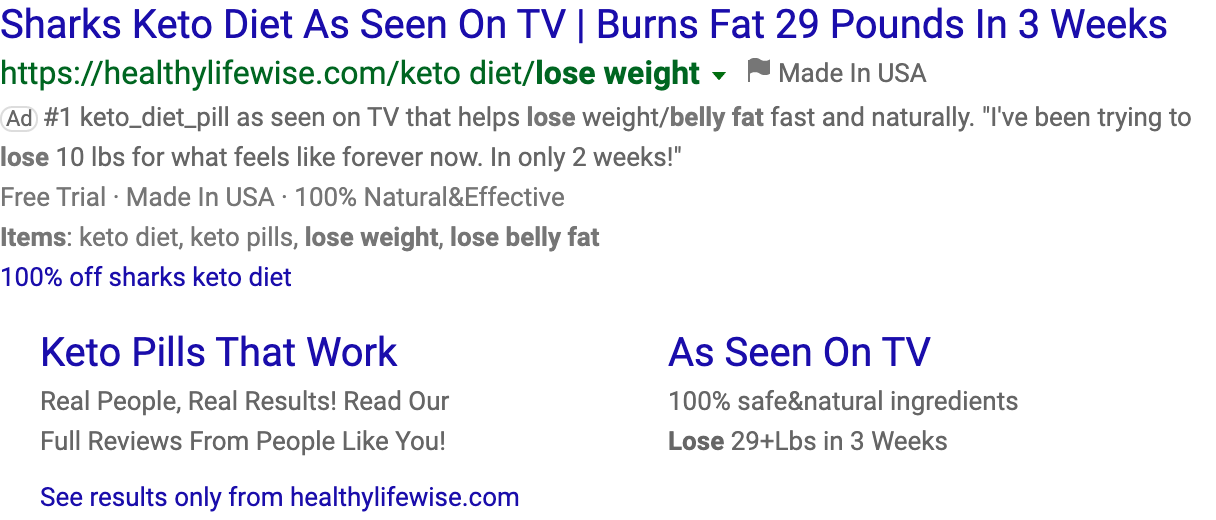 Sharks Keto Diet As Seen On TV | Burns Fat 29 Pounds In 3 Weeks
https://healthylifewise.com/keto diet/lose weight Made In USA
Ad #1 keto_diet_pill as seen on TV that helps lose weight/belly fat fast and naturally. "I've been trying to
lose 10 lbs for what feels like forever now. In only 2 weeks!"
Free Trial · Made In USA · 100% Natural&Effective
Items: keto diet, keto pills, lose weight, lose belly fat
100% off sharks keto diet
Keto Pills That Work
Real People, Real Results! Read Our
Full Reviews From People Like You!
As Seen On TV
100% safe&natural ingredients
Lose 29+Lbs in 3 Weeks
See results only from healthylifewise.com